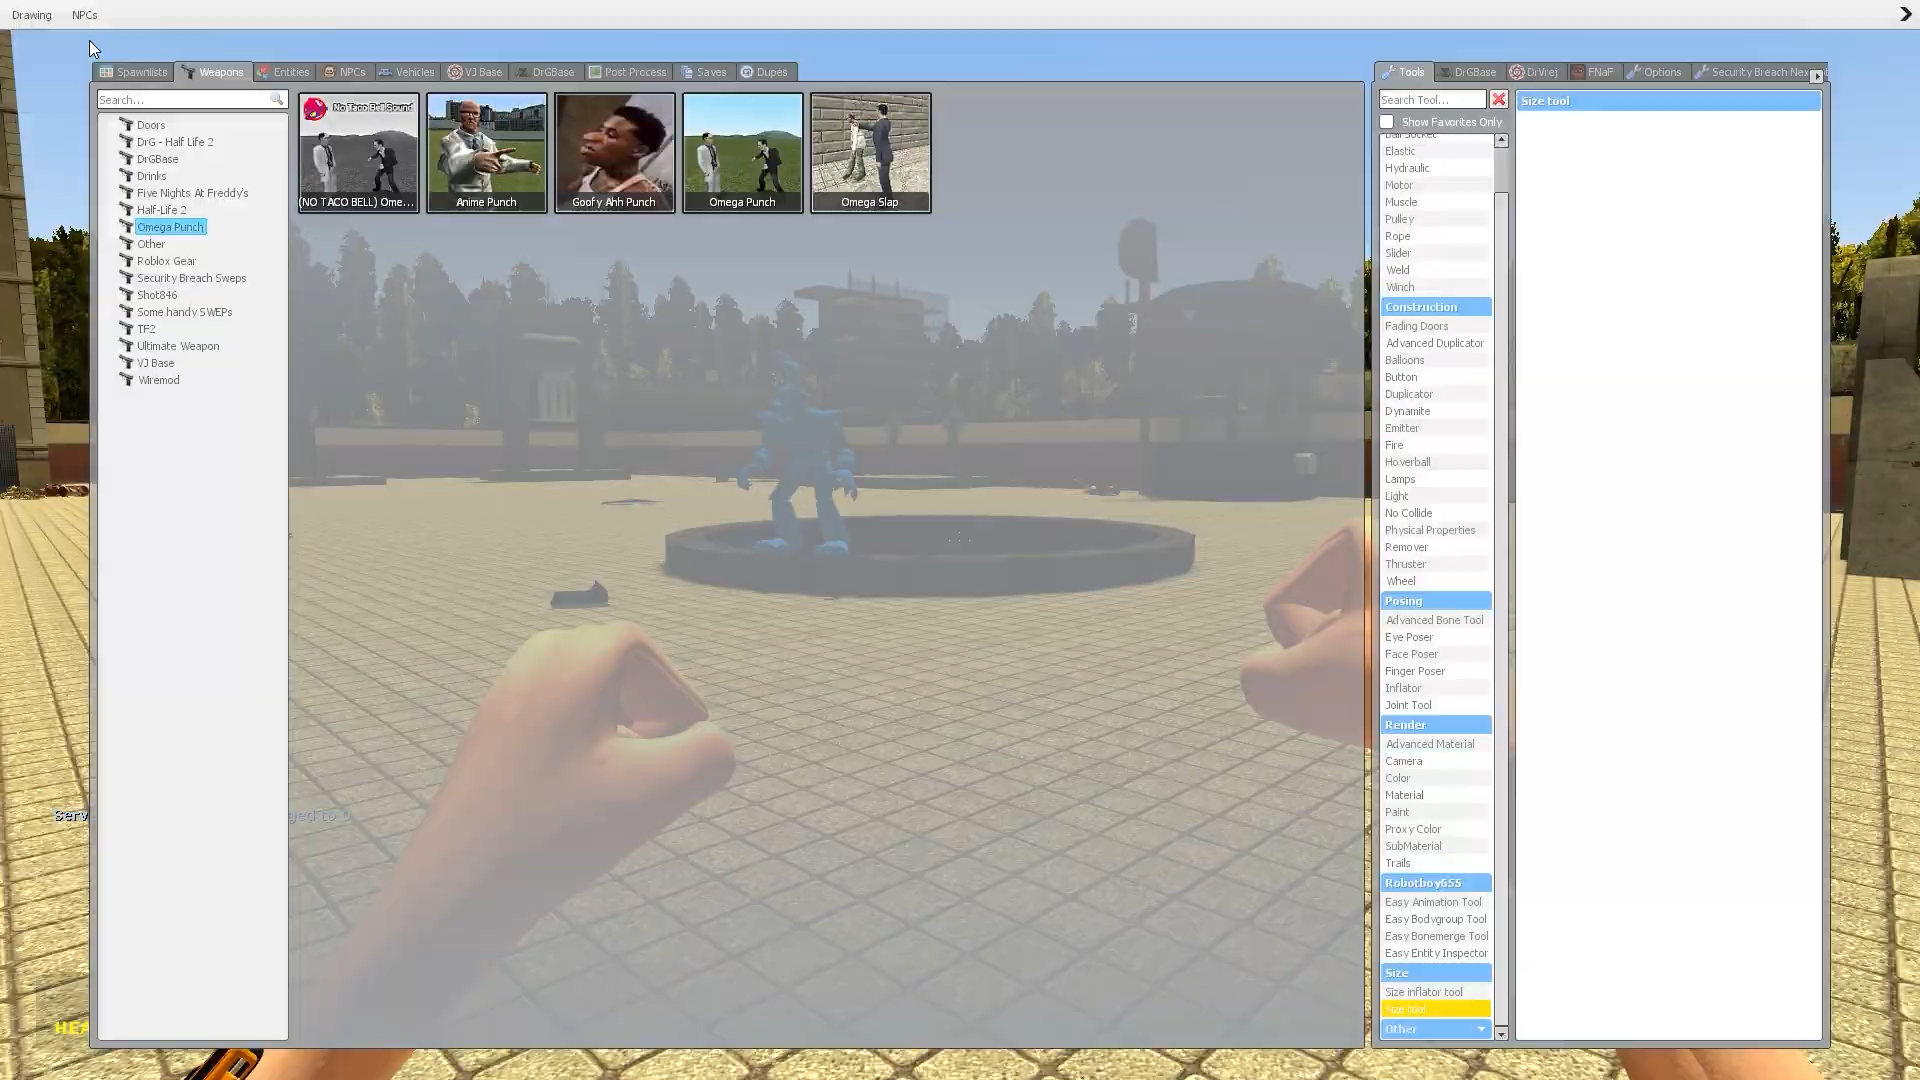 Drawing NPCs
Spawnlists Weapons Entities NPCs Vehicles VJ Base DrGBase Post Process Saves Dupes
Search...
Doors
DrG - Half Life 2
DrGBase
Drinks
Five Nights At Freddy's
Half-Life 2
Omega Punch
Other
Roblox Gear
Security Breach Sweps
Shot846
Some handy SWEPs
TF2
Ultimate Weapon
VJ Base
Wiremod
No Taco Bell Sound
(NO TACO BELL) Ome...
Anime Punch
Goofy Ahh Punch
Omega Punch
Omega Slap
Serv
ged to 0
HEA
Tools DrGBase DrVrej FNaF Options Security Breach Nex
Search Tool...
Show Favorites Only
Ball Socket
Elastic
Hydraulic
Motor
Muscle
Pulley
Rope
Slider
Weld
Winch
Construction
Fading Doors
Advanced Duplicator
Balloons
Button
Duplicator
Dynamite
Emitter
Fire
Hoverball
Lamps
Light
No Collide
Physical Properties
Remover
Thruster
Wheel
Posing
Advanced Bone Tool
Eye Poser
Face Poser
Finger Poser
Inflator
Joint Tool
Render
Advanced Material
Camera
Color
Material
Paint
Proxy Color
SubMaterial
Trails
Robotboy655
Easy Animation Tool
Easy Bodygroup Tool
Easy Bonemerge Tool
Easy Entity Inspector
Size
Size inflator tool
Size tool
Other
Size tool